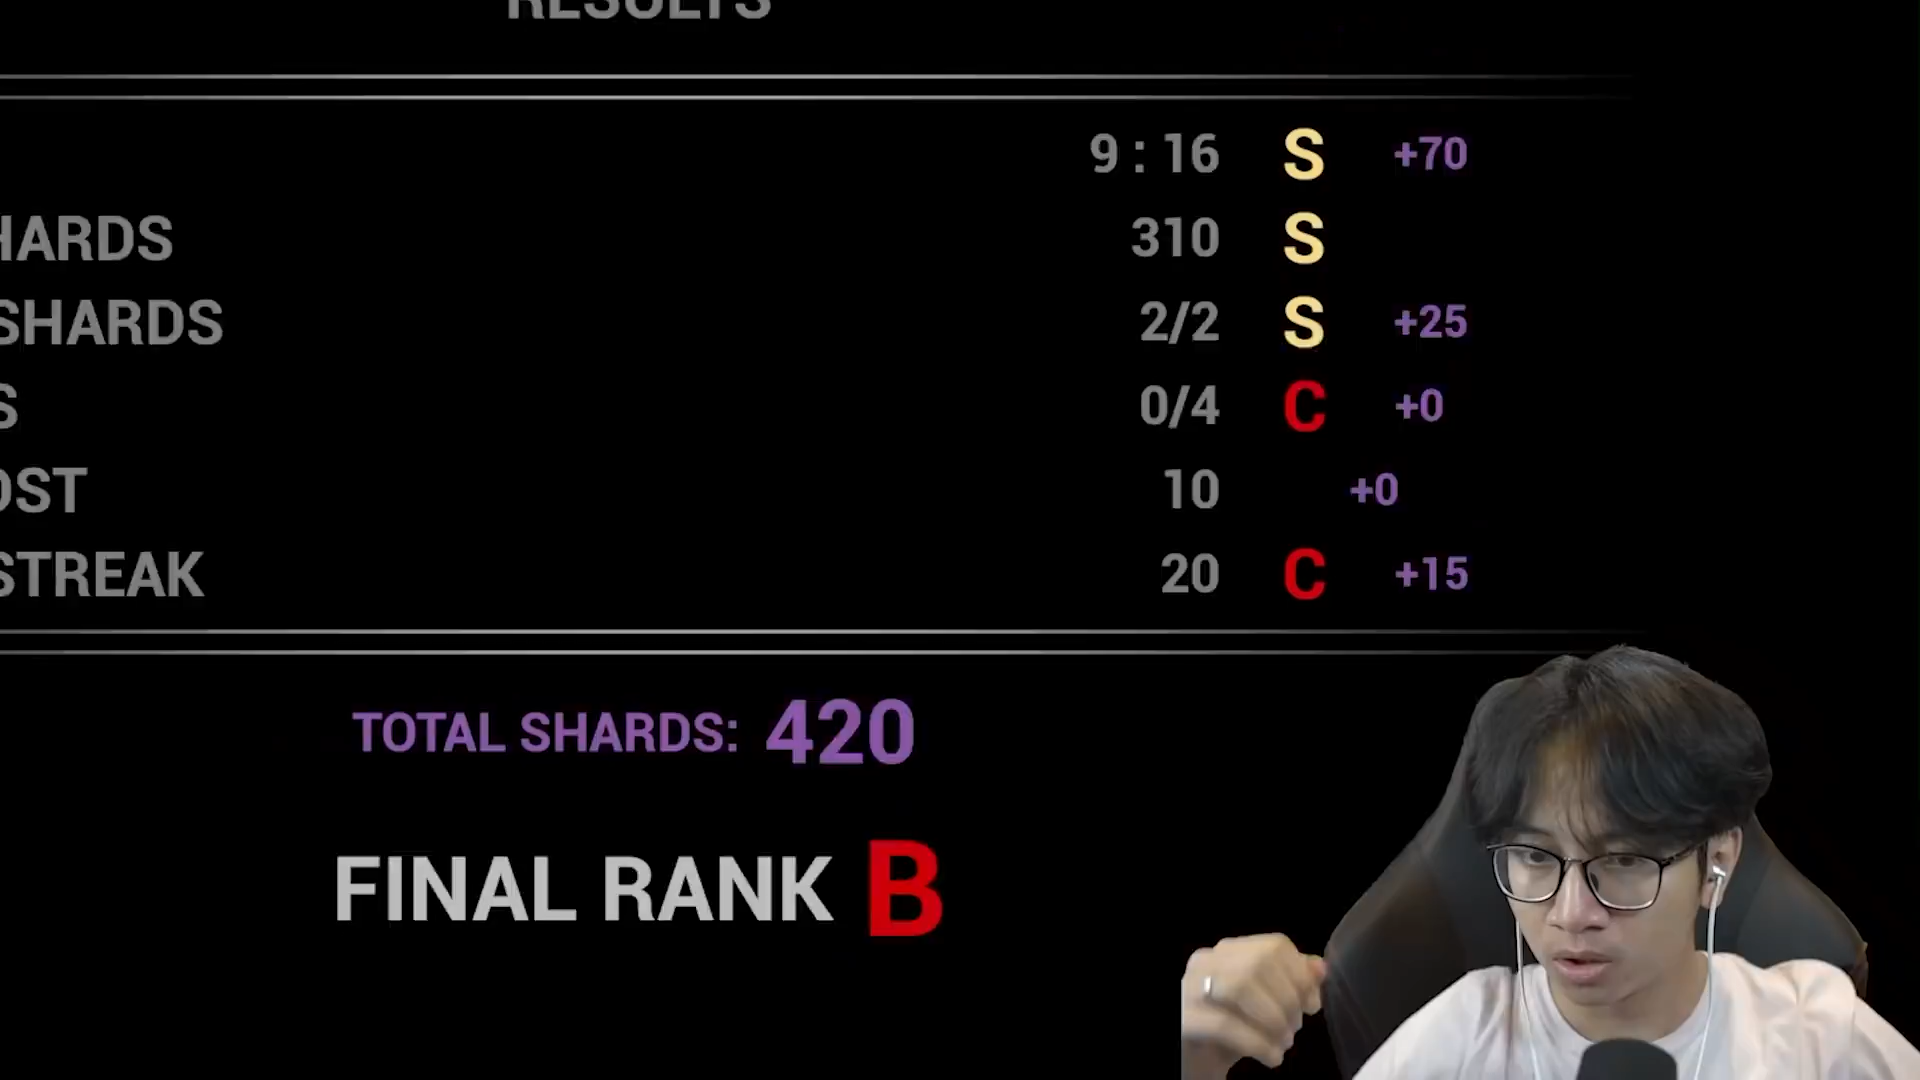 RESULTS
9 : 16 S +70
HARDS 310 S
SHARDS 2/2 S +25
S 0/4 C +0
OST 10 +0
STREAK 20 C +15
TOTAL SHARDS: 420
FINAL RANK B